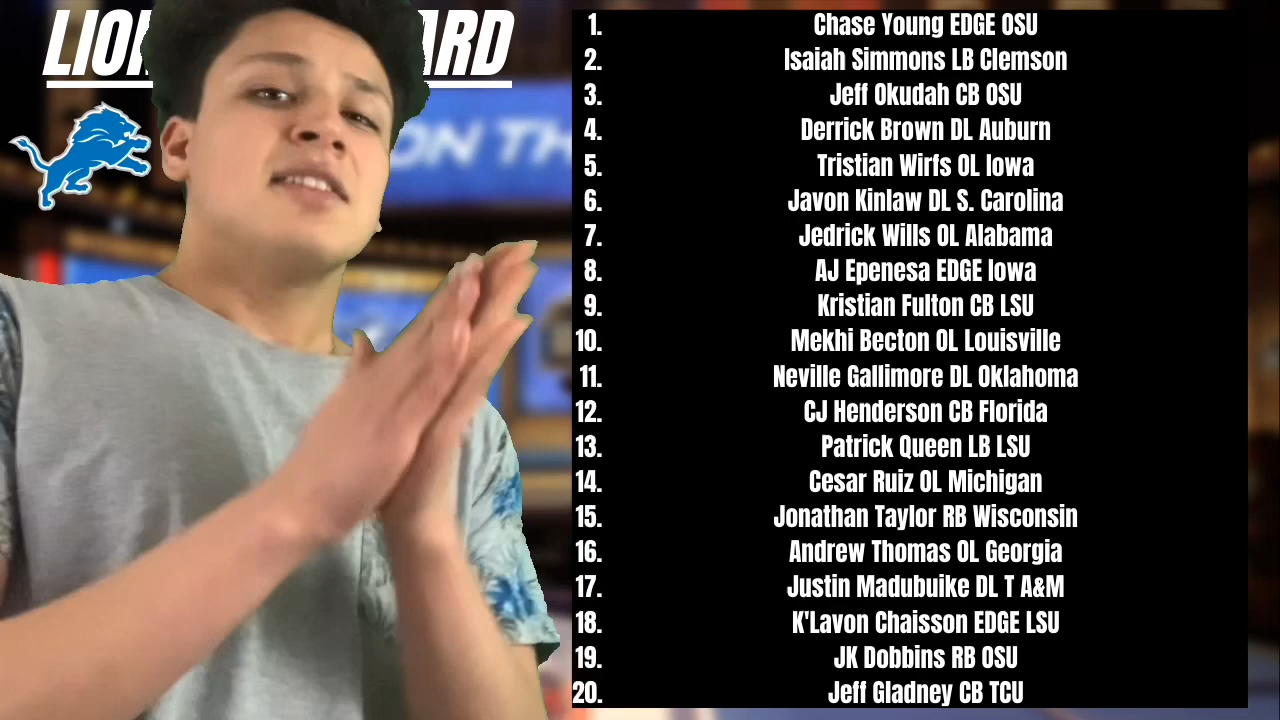 ON TH
1. Chase Young EDGE OSU
2. Isaiah Simmons LB Clemson
3. Jeff Okudah CB OSU
4. Derrick Brown DL Auburn
5. Tristian Wirfs OL Iowa
6. Javon Kinlaw DL S. Carolina
7. Jedrick Wills OL Alabama
8. AJ Epenesa EDGE Iowa
9. Kristian Fulton CB LSU
10. Mekhi Becton OL Louisville
11. Neville Gallimore DL Oklahoma
12. CJ Henderson CB Florida
13. Patrick Queen LB LSU
14. Cesar Ruiz OL Michigan
15. Jonathan Taylor RB Wisconsin
16. Andrew Thomas OL Georgia
17. Justin Madubuike DL T A&M
18. K'Lavon Chaisson EDGE LSU
19. JK Dobbins RB OSU
20. Jeff Gladney CB TCU